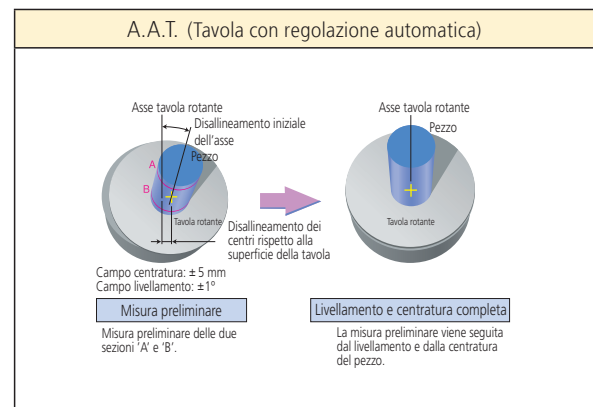 A.A.T. (Tavola con regolazione automatica)
Asse tavola rotante
Disallineamento iniziale
dell'asse
Pezzo
A
B
Tavola rotante
Disallineamento dei
centri rispetto alla
superficie della tavola
Campo centratura: ±5 mm
Campo livellamento: ±1°
Misura preliminare
Misura preliminare delle due
sezioni ‘A’ e ‘B’.
Asse tavola rotante
Pezzo
Tavola rotante
Livellamento e centratura completa
La misura preliminare viene seguita
dal livellamento e dalla centratura
del pezzo.